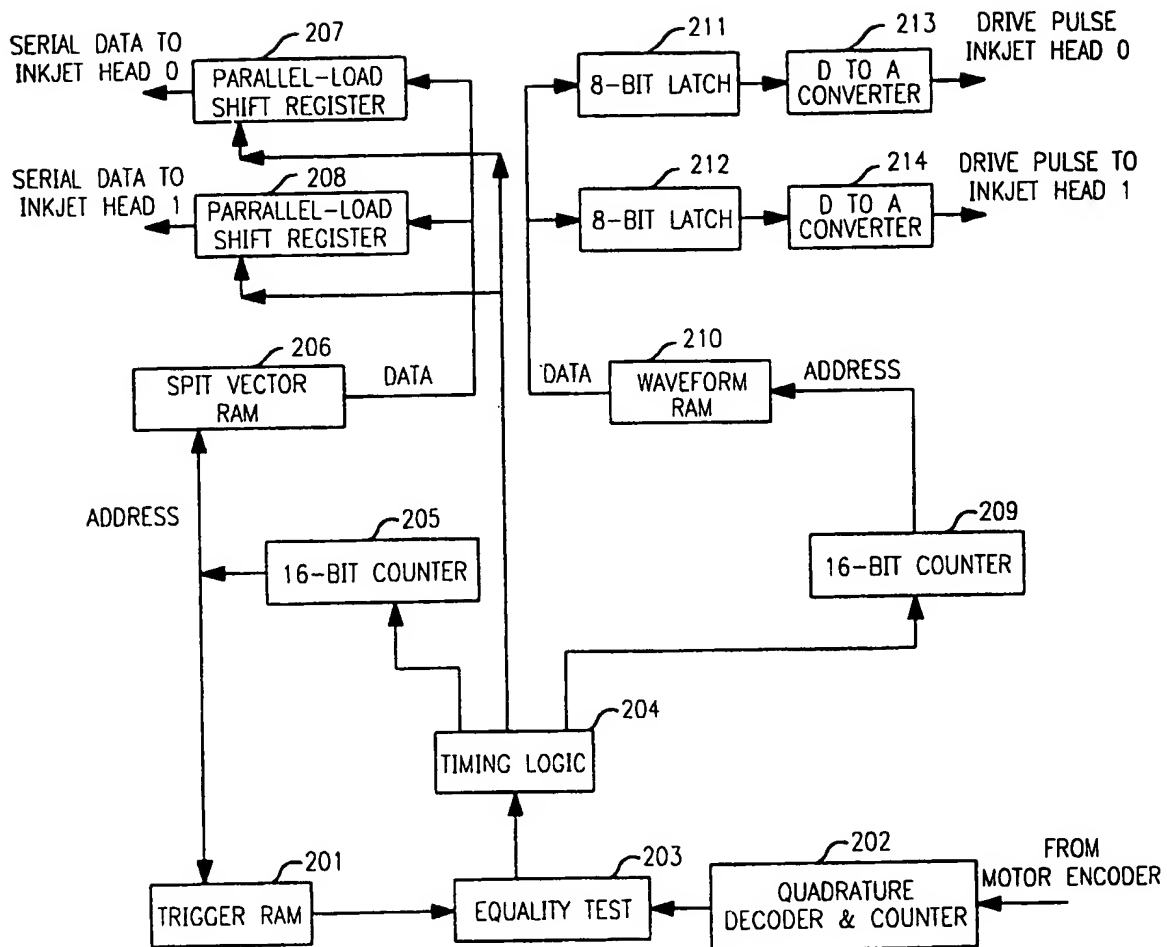 SERIAL DATA TO
INKJET HEAD 0
207
PARALLEL-LOAD
SHIFT REGISTER
211
8-BIT LATCH
213
D TO A
CONVERTER
DRIVE PULSE
INKJET HEAD 0
SERIAL DATA TO
INKJET HEAD 1
208
PARRALLEL-LOAD
SHIFT REGISTER
212
8-BIT LATCH
214
D TO A
CONVERTER
DRIVE PULSE TO
INKJET HEAD 1
206
SPIT VECTOR
RAM
DATA
DATA
210
WAVEFORM
RAM
ADDRESS
ADDRESS
205
16-BIT COUNTER
209
16-BIT COUNTER
204
TIMING LOGIC
201
TRIGGER RAM
203
EQUALITY TEST
202
QUADRATURE
DECODER & COUNTER
FROM
MOTOR ENCODER